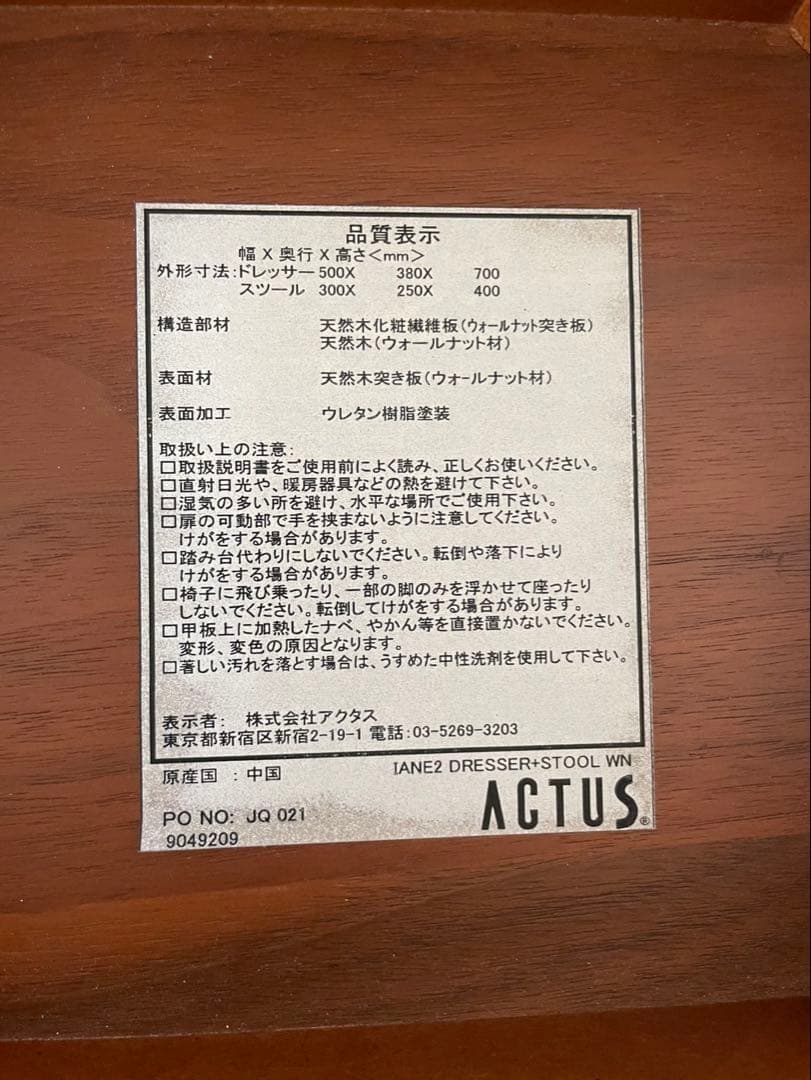 品質表示
幅 X 奥行 X 高さ<mm>
外形寸法:ドレッサー 500X 380X 700
スツール 300X 250X 400
構造部材 天然木化粧繊維板(ウォールナット突き板)
天然木(ウォールナット材)
表面材 天然木突き板(ウォールナット材)
表面加工 ウレタン樹脂塗装
取扱い上の注意:
□取扱説明書をご使用前によく読み、正しくお使いください。
□直射日光や、暖房器具などの熱を避けて下さい。
□湿気の多い所を避け、水平な場所でご使用下さい。
□扉の可動部で手を挟まないように注意してください。
けがをする場合があります。
□踏み台代わりにしないでください。転倒や落下により
けがをする場合があります。
□椅子に飛び乗ったり、一部の脚のみを浮かせて座ったり
しないでください。転倒してけがをする場合があります。
□甲板上に加熱したナベ、やかん等を直接置かないでください。
変形、変色の原因となります。
□著しい汚れを落とす場合は、うすめた中性洗剤を使用して下さい。
表示者: 株式会社アクタス
東京都新宿区新宿2-19-1 電話:03-5269-3203
原産国 :中国 IANE2 DRESSER+STOOL WN
ACTUS®
PO NO: JQ 021
9049209